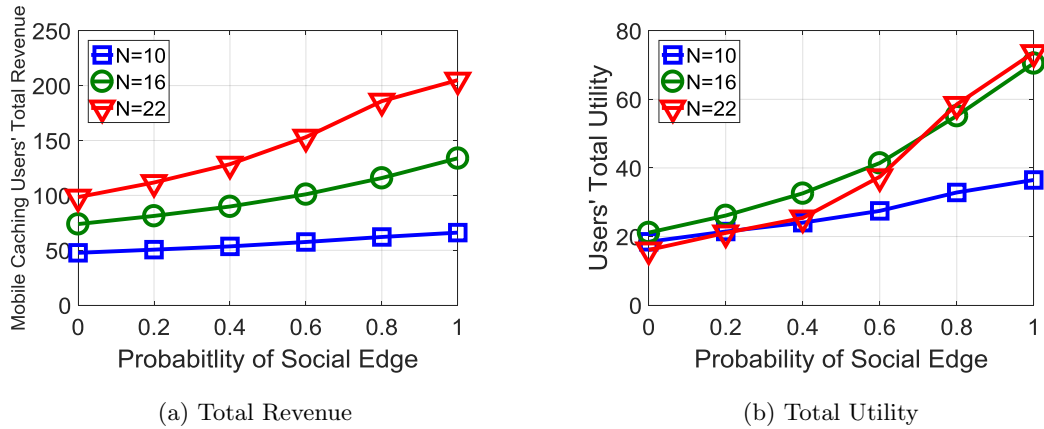 Mobile Caching Users' Total Revenue
250
200
150
100
50
0
N=10
N=16
N=22
0 0.2 0.4 0.6 0.8 1
Probabitlity of Social Edge
(a) Total Revenue
Users' Total Utility
80
60
40
20
0
N=10
N=16
N=22
0 0.2 0.4 0.6 0.8 1
Probability of Social Edge
(b) Total Utility